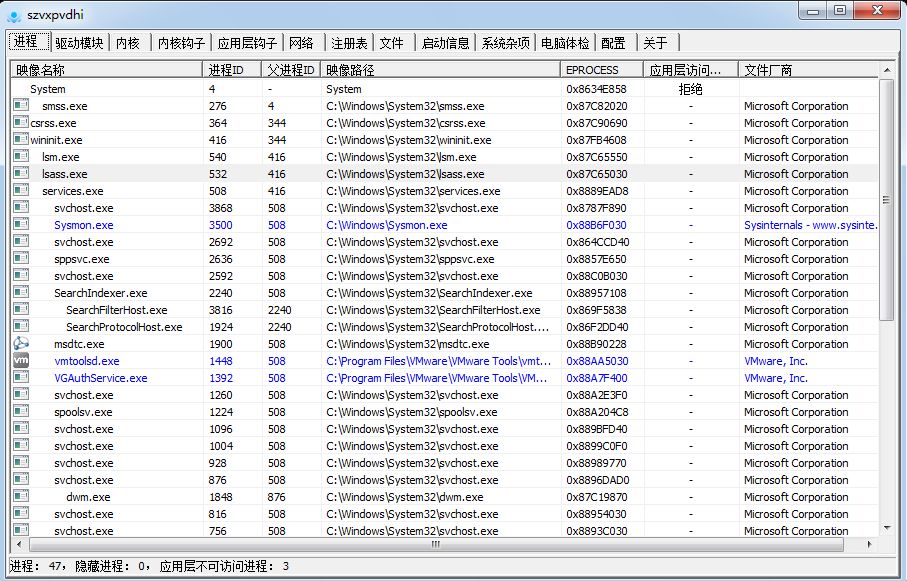 szvxpvdhi
进程 驱动模块 内核 内核钩子 应用层钩子 网络 注册表 文件 启动信息 系统杂项 电脑体检 配置 关于
映像名称 进程ID 父进程ID 映像路径 EPROCESS 应用层访问... 文件厂商
System 4 - System 0x8634E858 拒绝
smss.exe 276 4 C:\Windows\System32\smss.exe 0x87C82020 - Microsoft Corporation
csrss.exe 364 344 C:\Windows\System32\csrss.exe 0x87C90690 - Microsoft Corporation
wininit.exe 416 344 C:\Windows\System32\wininit.exe 0x87FB4608 - Microsoft Corporation
lsm.exe 540 416 C:\Windows\System32\lsm.exe 0x87C65550 - Microsoft Corporation
lsass.exe 532 416 C:\Windows\System32\lsass.exe 0x87C65030 - Microsoft Corporation
services.exe 508 416 C:\Windows\System32\services.exe 0x8889EAD8 - Microsoft Corporation
svchost.exe 3868 508 C:\Windows\System32\svchost.exe 0x8787F890 - Microsoft Corporation
Sysmon.exe 3500 508 C:\Windows\Sysmon.exe 0x88B6F030 - Sysinternals - www.sysinte.
svchost.exe 2692 508 C:\Windows\System32\svchost.exe 0x864CCD40 - Microsoft Corporation
sppsvc.exe 2636 508 C:\Windows\System32\sppsvc.exe 0x8857E650 - Microsoft Corporation
svchost.exe 2592 508 C:\Windows\System32\svchost.exe 0x88C0B030 - Microsoft Corporation
SearchIndexer.exe 2240 508 C:\Windows\System32\SearchIndexer.exe 0x88957108 - Microsoft Corporation
SearchFilterHost.exe 3816 2240 C:\Windows\System32\SearchFilterHost.exe 0x869F5838 - Microsoft Corporation
SearchProtocolHost.exe 1924 2240 C:\Windows\System32\SearchProtocolHost.... 0x86F2DD40 - Microsoft Corporation
msdtc.exe 1900 508 C:\Windows\System32\msdtc.exe 0x88B90228 - Microsoft Corporation
vm vmtoolsd.exe 1448 508 C:\Program Files\VMware\VMware Tools\vmt... 0x88AA5030 - VMware, Inc.
VGAuthService.exe 1392 508 C:\Program Files\VMware\VMware Tools\VM... 0x88A7F400 - VMware, Inc.
svchost.exe 1260 508 C:\Windows\System32\svchost.exe 0x88A2E3F0 - Microsoft Corporation
spoolsv.exe 1224 508 C:\Windows\System32\spoolsv.exe 0x88A204C8 - Microsoft Corporation
svchost.exe 1096 508 C:\Windows\System32\svchost.exe 0x889BFD40 - Microsoft Corporation
svchost.exe 1004 508 C:\Windows\System32\svchost.exe 0x8899C0F0 - Microsoft Corporation
svchost.exe 928 508 C:\Windows\System32\svchost.exe 0x88989770 - Microsoft Corporation
svchost.exe 876 508 C:\Windows\System32\svchost.exe 0x8896DAD0 - Microsoft Corporation
dwm.exe 1848 876 C:\Windows\System32\dwm.exe 0x87C19870 - Microsoft Corporation
svchost.exe 816 508 C:\Windows\System32\svchost.exe 0x88954030 - Microsoft Corporation
svchost.exe 756 508 C:\Windows\System32\svchost.exe 0x8893C030 - Microsoft Corporation
进程: 47, 隐藏进程: 0, 应用层不可访问进程: 3